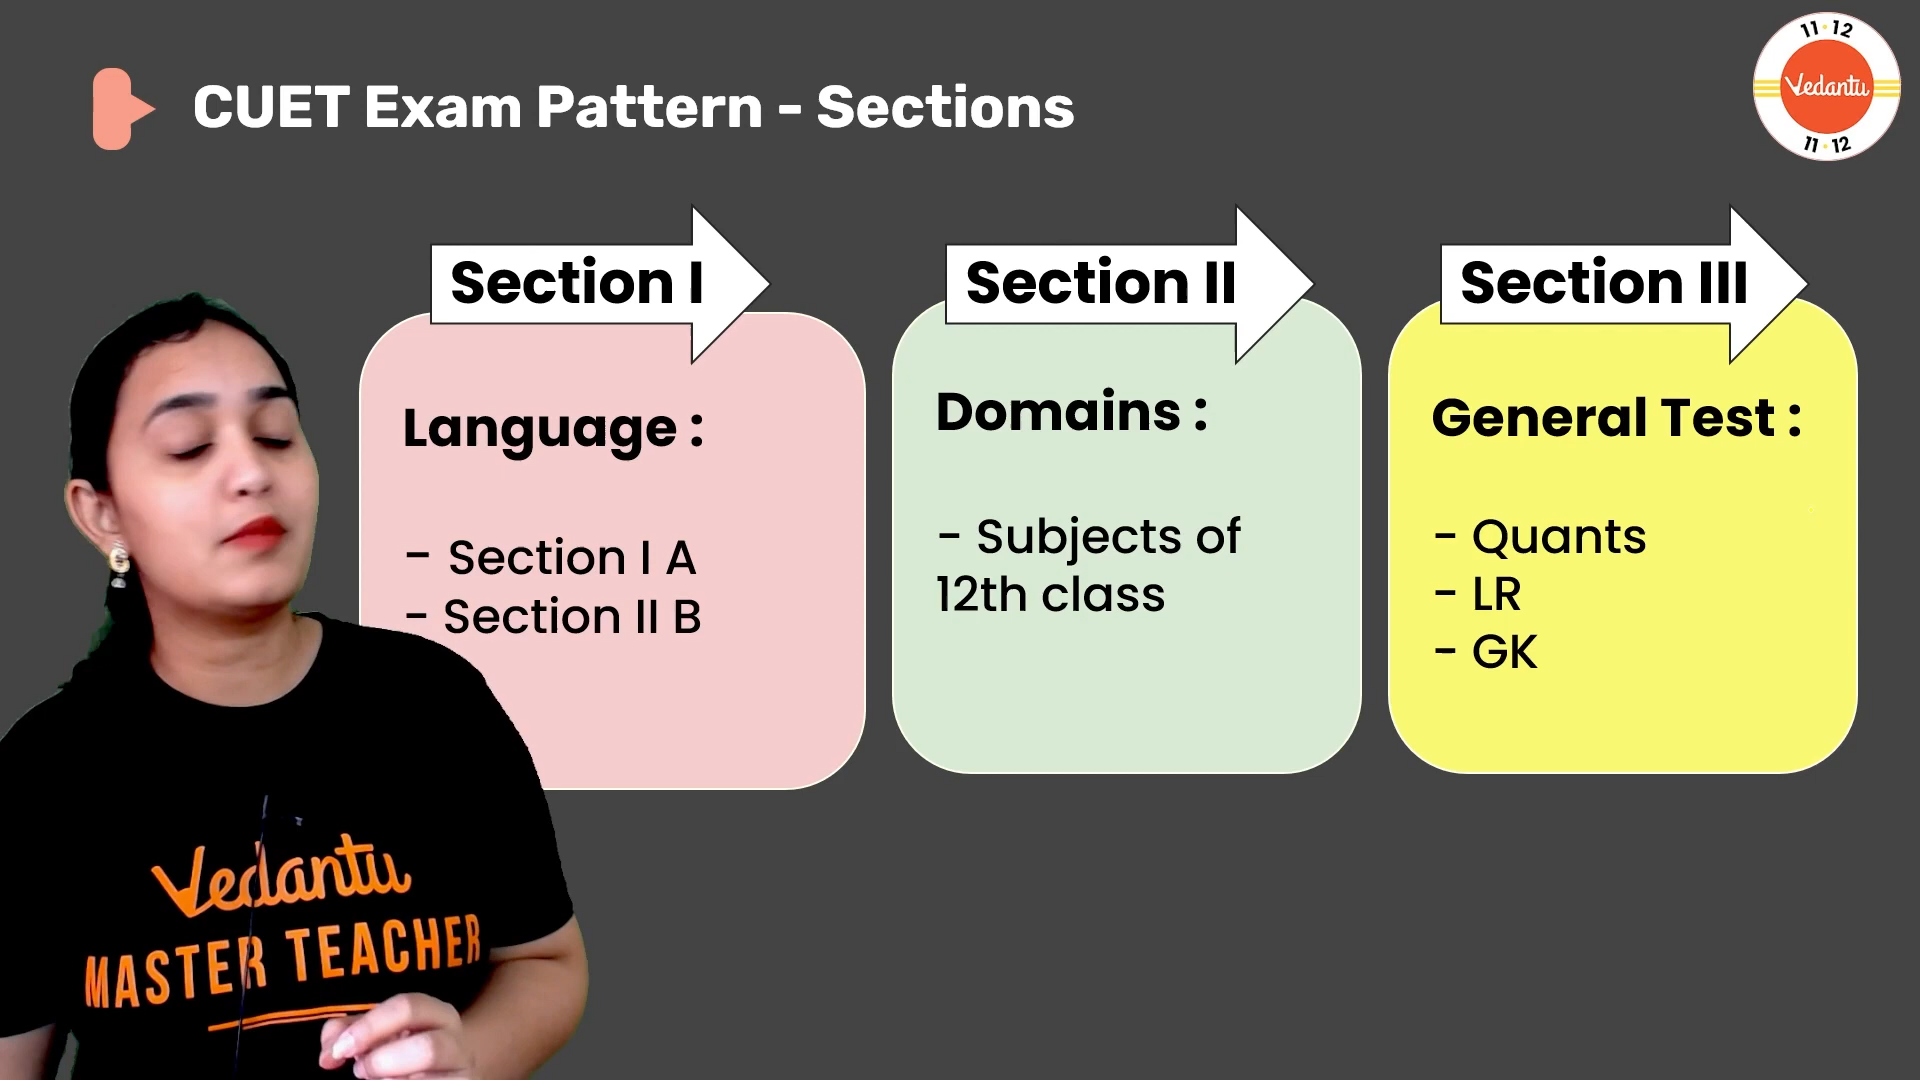 CUET Exam Pattern - Sections
11 · 12
Vedantu
11 · 12
Section I
Language :
- Section I A
- Section II B
Section II
Domains :
- Subjects of
12th class
Section III
General Test :
- Quants
- LR
- GK
Vedantu
MASTER TEACHER